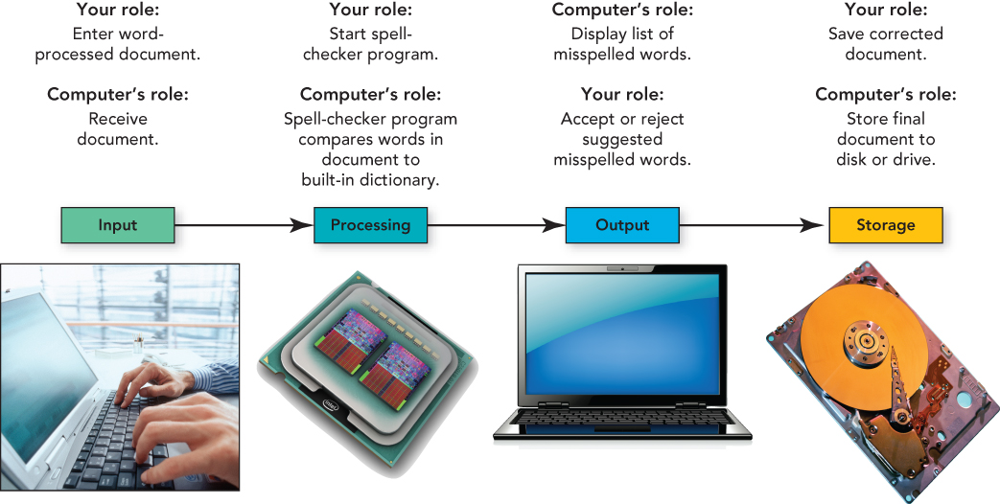 Your role:
Enter word-
processed document.
Computer's role:
Receive
document.
Your role:
Start spell-
checker program.
Computer's role:
Spell-checker program
compares words in
document to
built-in dictionary.
Computer's role:
Display list of
misspelled words.
Your role:
Accept or reject
suggested
misspelled words.
Your role:
Save corrected
document.
Computer's role:
Store final
document to
disk or drive.
Input
Processing
Output
Storage
intel